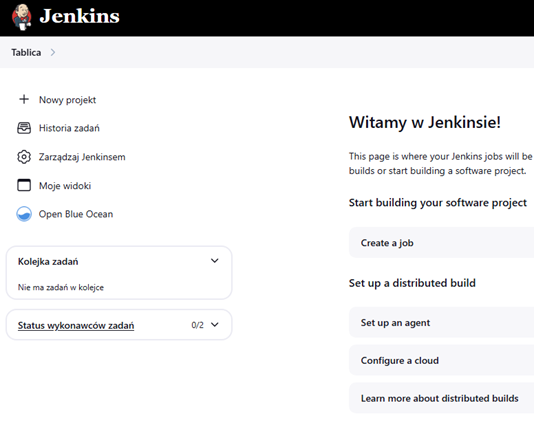 Jenkins
Tablica
Nowy projekt
Historia zadań
Zarządzaj Jenkinsem
Moje widoki
Open Blue Ocean
Kolejka zadań
Nie ma zadań w kolejce
Status wykonawców zadań 0/2
Witamy w Jenkinsie!
This page is where your Jenkins jobs will be
builds or start building a software project.
Start building your software project
Create a job
Set up a distributed build
Set up an agent
Configure a cloud
Learn more about distributed builds